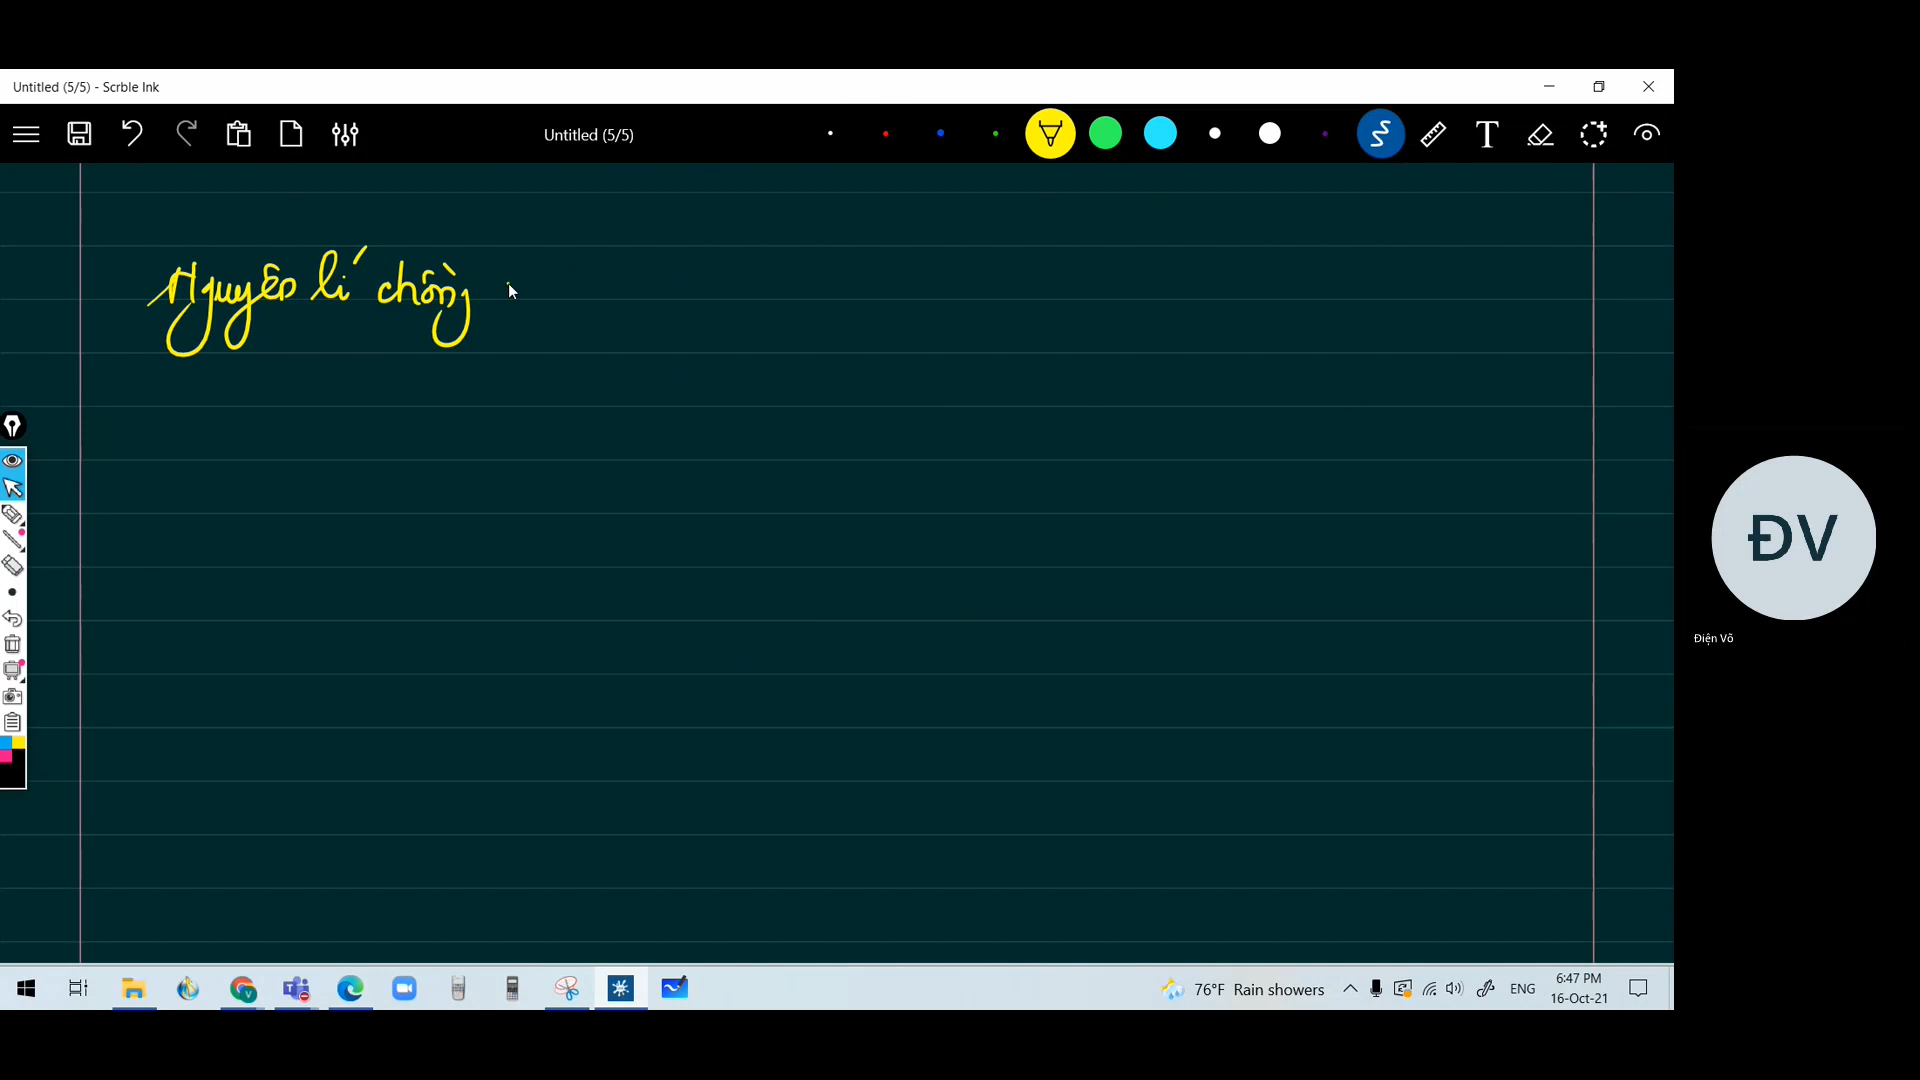 Untitled (5/5) - Scrble Ink
Untitled (5/5)
T
Nguyên lí chồng
ĐV
Điện Võ
76°F Rain showers
ENG
6:47 PM
16-Oct-21